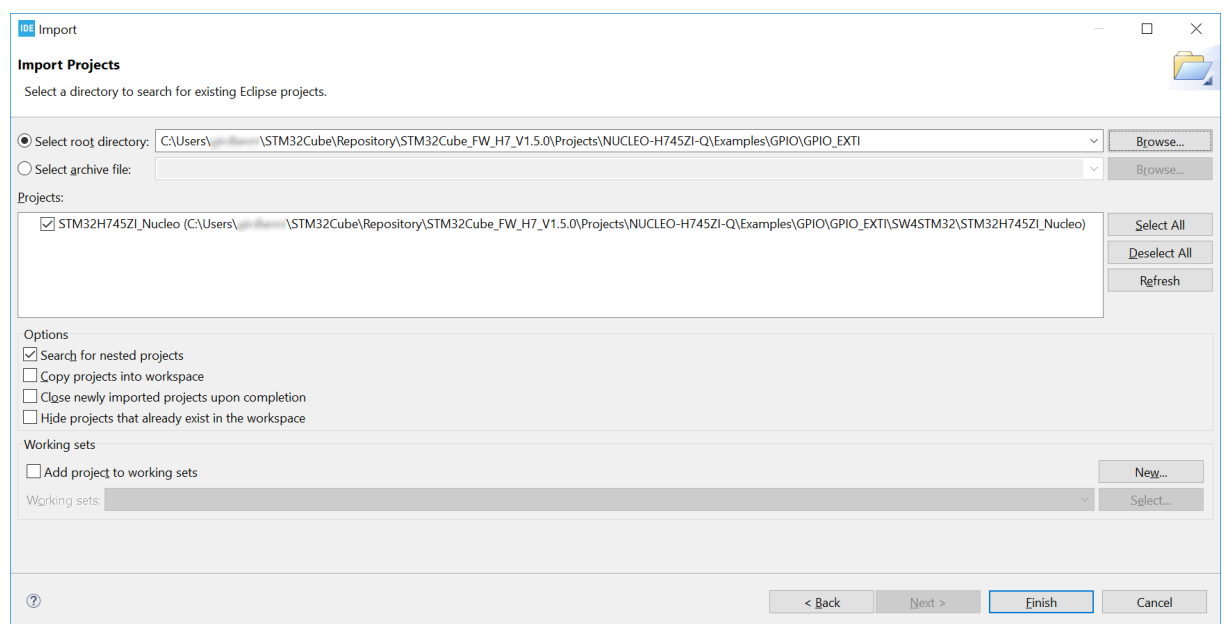 IDE Import
Import Projects
Select a directory to search for existing Eclipse projects.
Select root directory: C:\Users\ \STM32Cube\Repository\STM32Cube_FW_H7_V1.5.0\Projects\NUCLEO-H745ZI-Q\Examples\GPIO\GPIO_EXTI Browse...
Select archive file: Browse...
Projects:
STM32H745ZI_Nucleo (C:\Users\ \STM32Cube\Repository\STM32Cube_FW_H7_V1.5.0\Projects\NUCLEO-H745ZI-Q\Examples\GPIO\GPIO_EXTI\SW4STM32\STM32H745ZI_Nucleo) Select All
Deselect All
Refresh
Options
Search for nested projects
Copy projects into workspace
Close newly imported projects upon completion
Hide projects that already exist in the workspace
Working sets
Add project to working sets New...
Working sets: Select...
? < Back Next > Finish Cancel